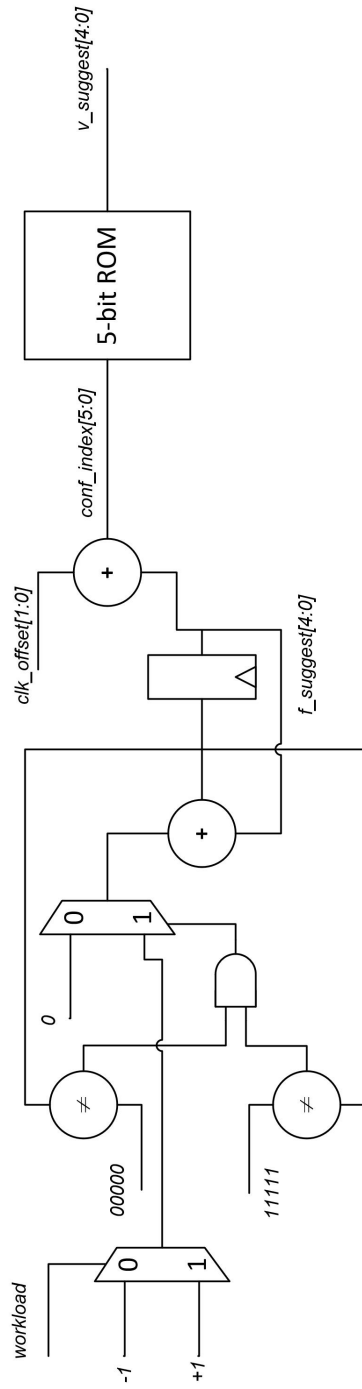 workload
-1
+1
0
1
00000
≠
11111
≠
0
0
1
+
clk_offset[1:0]
+
f_suggest[4:0]
conf_index[5:0]
5-bit ROM
v_suggest[4:0]